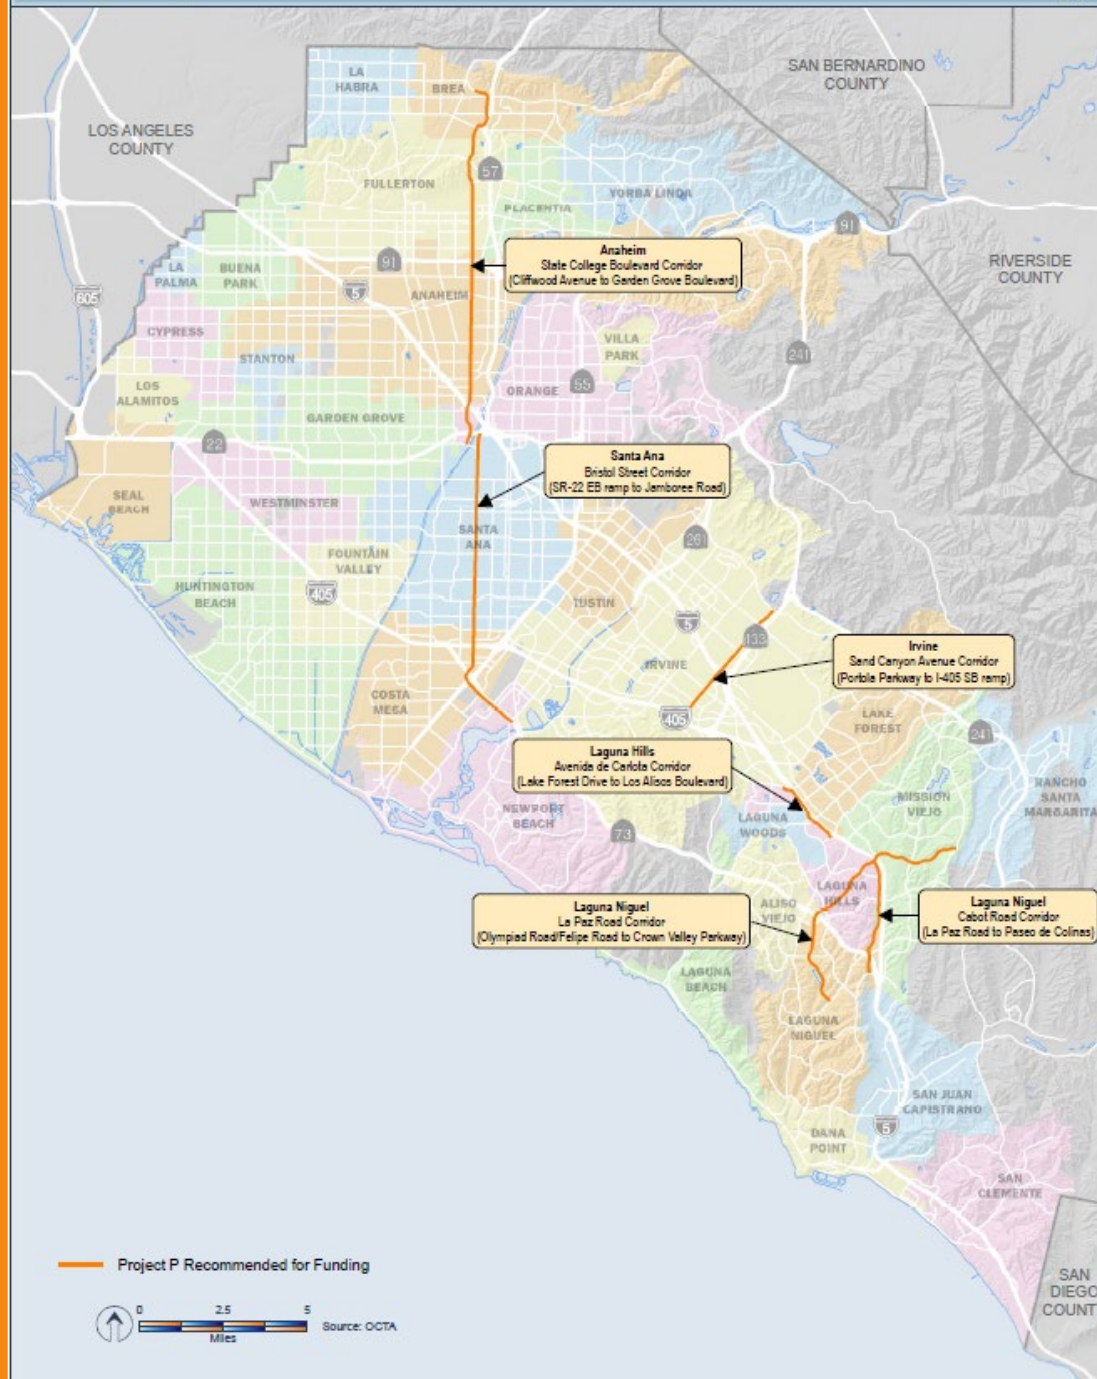 SAN BERNARDINO
COUNTY
LA
HABRA
BREA
LOS ANGELES
COUNTY
57
FULLERTON
YORBA LINDA
PLACENTIA
91
Anaheim
State College Boulevard Corridor
(Cliffwood Avenue to Garden Grove Boulevard)
RIVERSIDE
COUNTY
91
LA
PALMA
BUENA
PARK
5
ANAHEIM
605
CYPRESS
VILLA
PARK
241
STANTON
LOS
ALAMITOS
ORANGE
55
GARDEN GROVE
22
Santa Ana
Bristol Street Corridor
(SR-22 EB ramp to Jamboree Road)
SEAL
BEACH
WESTMINSTER
SANTA
ANA
261
FOUNTAIN
VALLEY
HUNTINGTON
BEACH
405
TUSTIN
5
133
IRVINE
Irvine
Sand Canyon Avenue Corridor
(Portola Parkway to I-405 SB ramp)
COSTA
MESA
405
LAKE
FOREST
241
Laguna Hills
Avenida de Carlota Corridor
(Lake Forest Drive to Los Alisos Boulevard)
RANCHO
SANTA
MARGARITA
MISSION
VIEJO
NEWPORT
BEACH
LAGUNA
WOODS
73
LAGUNA
HILLS
ALISO
VIEJO
Laguna Niguel
La Paz Road Corridor
(Olympiad Road/Felipe Road to Crown Valley Parkway)
Laguna Niguel
Cabot Road Corridor
(La Paz Road to Paseo de Colinas)
LAGUNA
BEACH
LAGUNA
NIGUEL
SAN JUAN
CAPISTRANO
5
DANA
POINT
SAN
CLEMENTE
Project P Recommended for Funding
SAN
DIEGO
COUNT
0 2.5 5
Miles
Source: OCTA